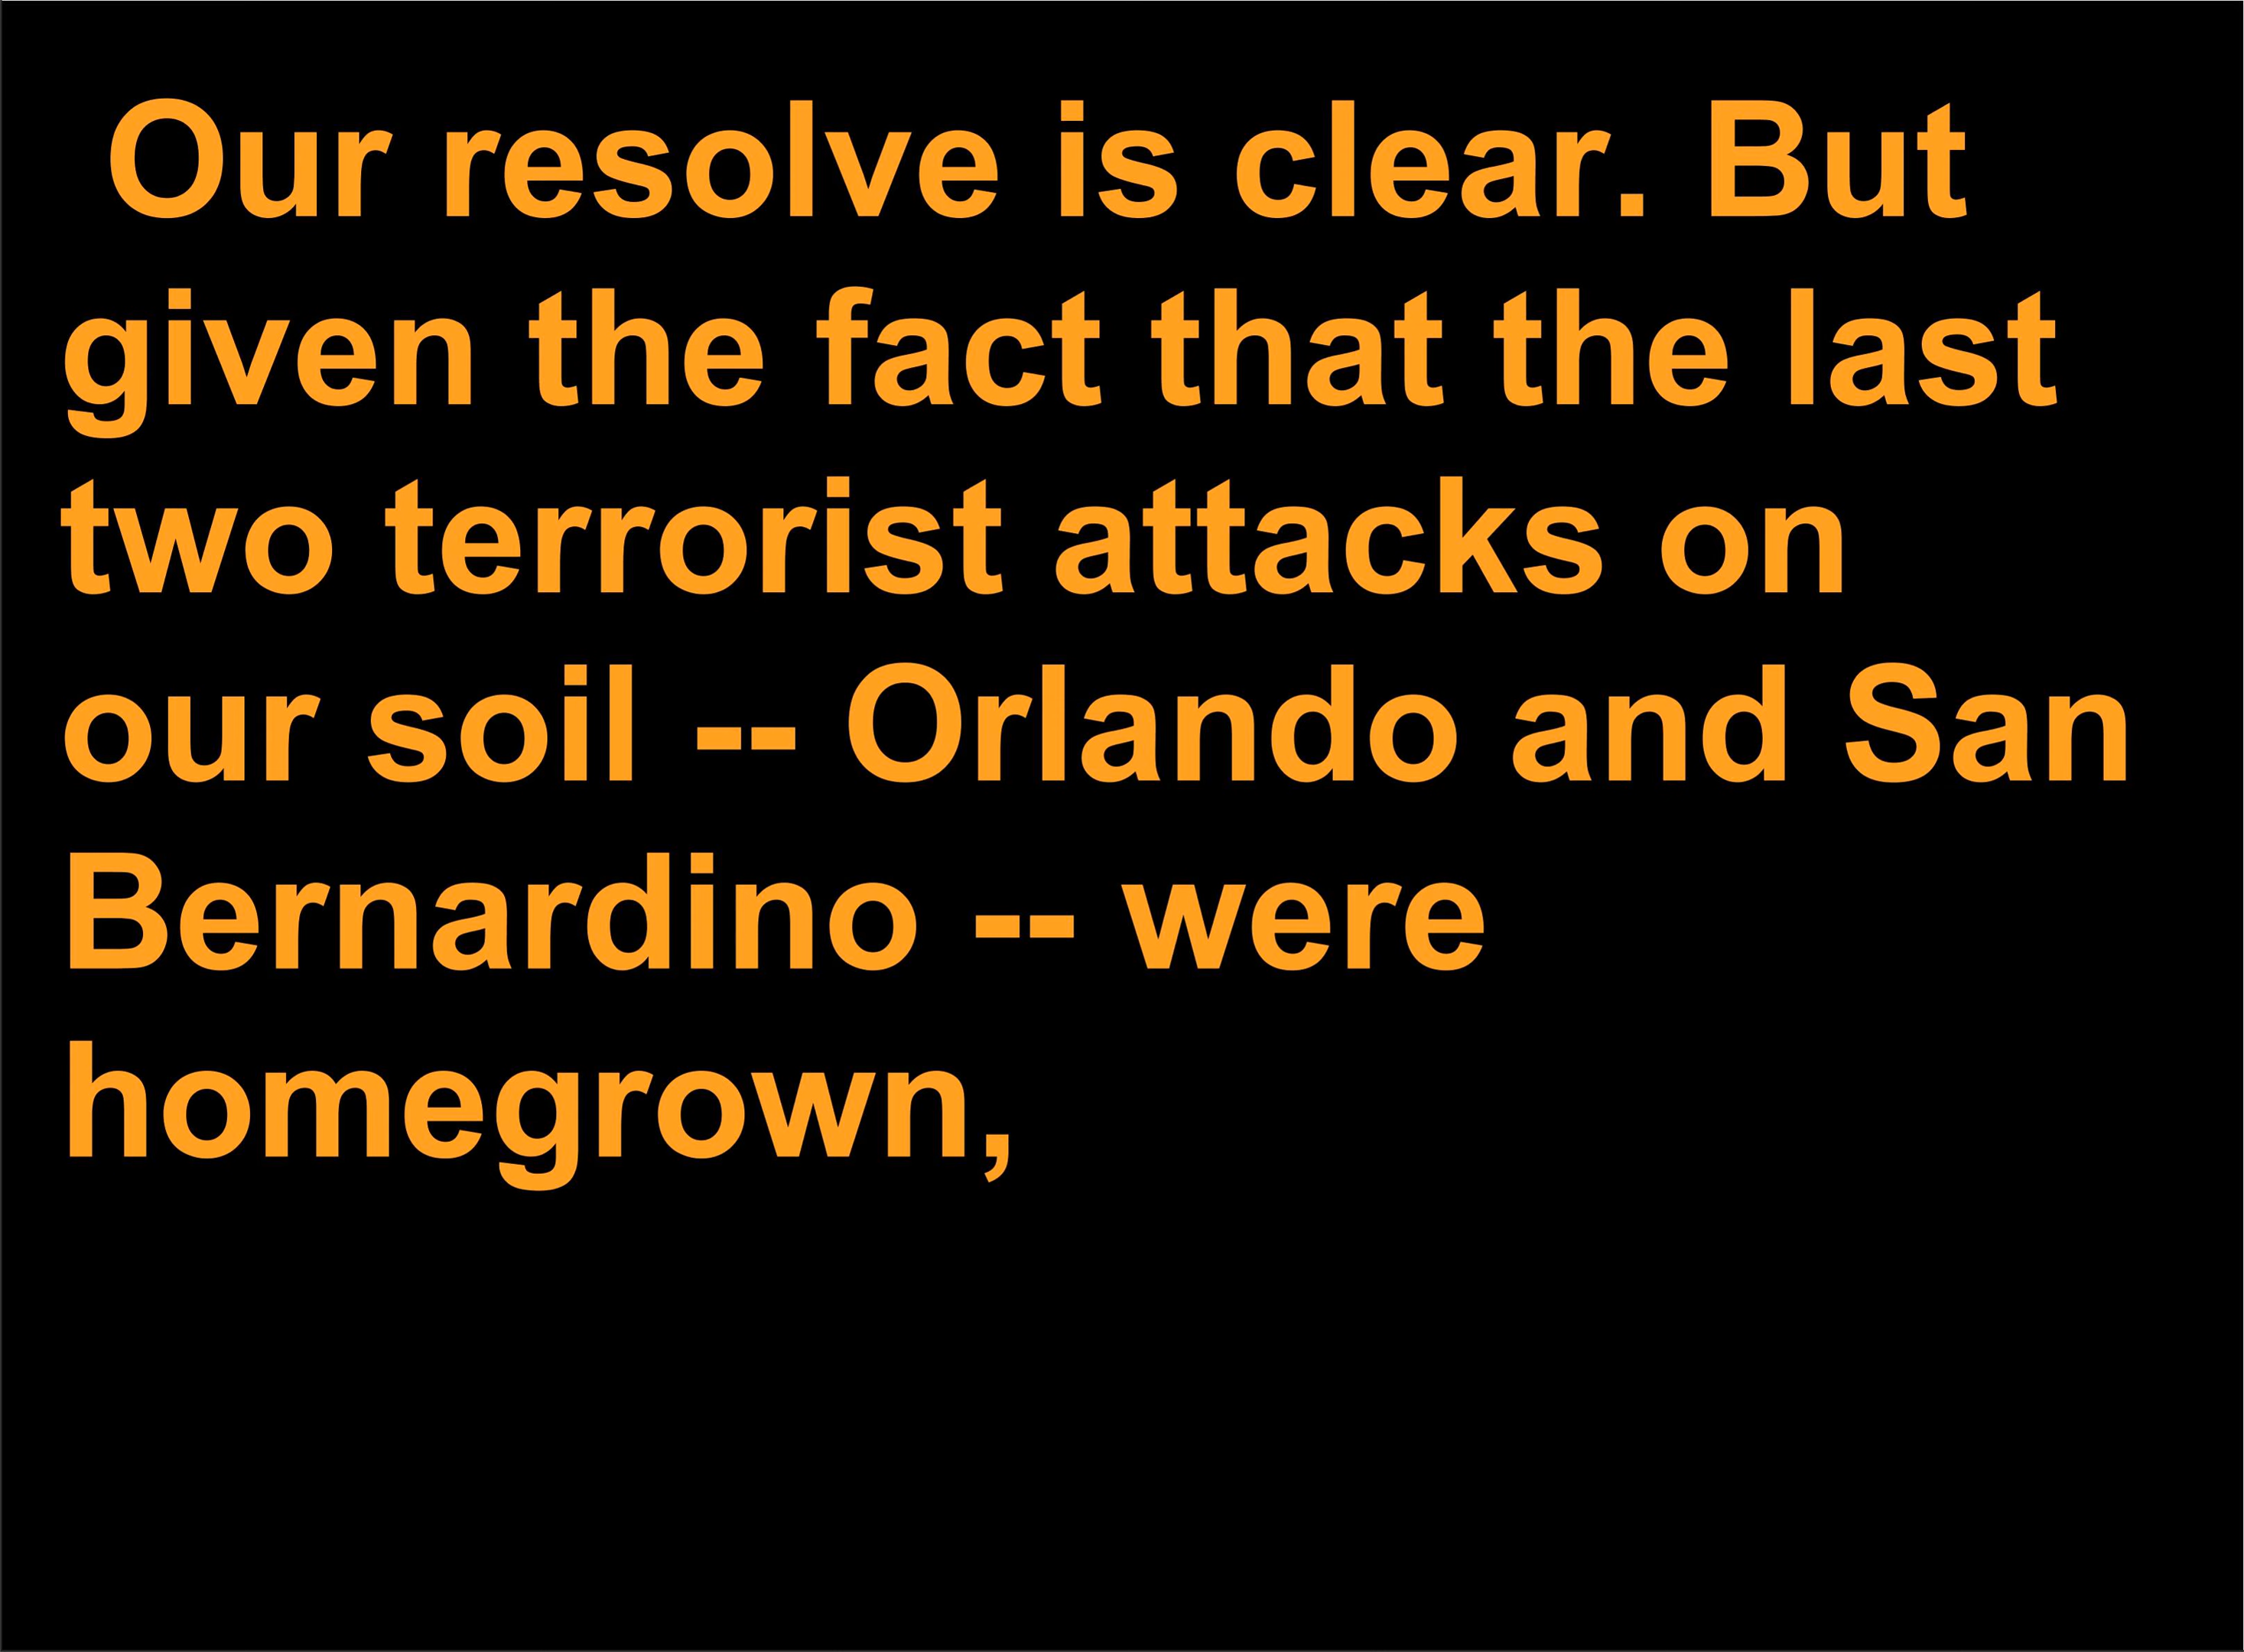 Our resolve is clear. But
given the fact that the last
two terrorist attacks on
our soil -- Orlando and San
Bernardino -- were
homegrown,